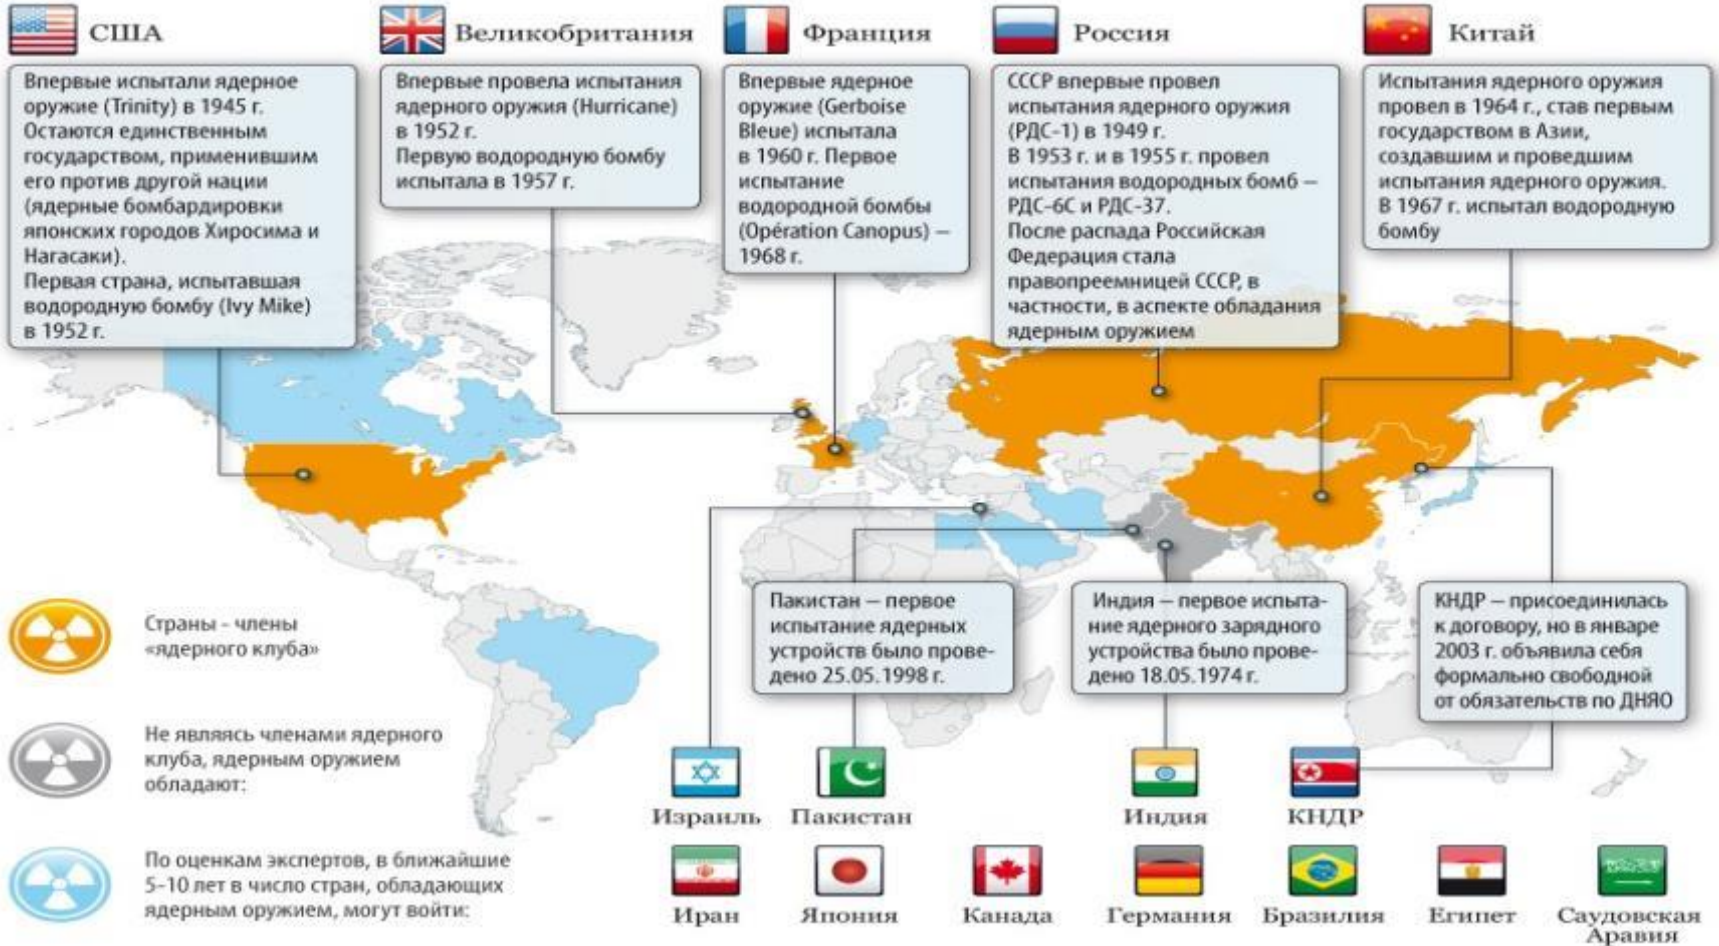 США
Впервые испытали ядерное
оружие (Trinity) в 1945 г.
Остаются единственным
государством, применившим
его против другой нации
(ядерные бомбардировки
японских городов Хиросима и
Нагасаки).
Первая страна, испытавшая
водородную бомбу (Ivy Mike)
в 1952 г.
Великобритания
Впервые провела испытания
ядерного оружия (Hurricane)
в 1952 г.
Первую водородную бомбу
испытала в 1957 г.
Франция
Впервые ядерное
оружие (Gerboise
Bleue) испытала
в 1960 г. Первое
испытание
водородной бомбы
(Opération Canopus) –
1968 г.
Россия
СССР впервые провел
испытания ядерного оружия
(РДС-1) в 1949 г.
В 1953 г. и в 1955 г. провел
испытания водородных бомб –
РДС-6С и РДС-37.
После распада Российская
Федерация стала
правопреемницей СССР, в
частности, в аспекте обладания
ядерным оружием
Китай
Испытания ядерного оружия
провел в 1964 г., став первым
государством в Азии,
создавшим и проведшим
испытания ядерного оружия.
В 1967 г. испытал водородную
бомбу
Пакистан – первое
испытание ядерных
устройств было прове-
дено 25.05.1998 г.
Индия – первое испыта-
ние ядерного зарядного
устройства было прове-
дено 18.05.1974 г.
КНДР – присоединилась
к договору, но в январе
2003 г. объявила себя
формально свободной
от обязательств по ДНЯО
Страны - члены
«ядерного клуба»
Не являясь членами ядерного
клуба, ядерным оружием
обладают:
Израиль
Пакистан
Индия
КНДР
По оценкам экспертов, в ближайшие
5-10 лет в число стран, обладающих
ядерным оружием, могут войти:
Иран
Япония
Канада
Германия
Бразилия
Египет
Саудовская
Аравия